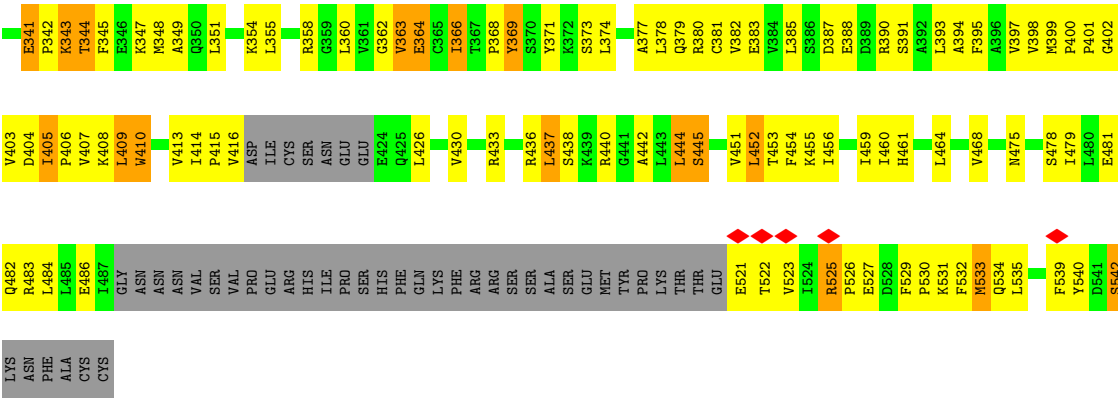 E341 P342 K343 T344 F345 E346 K347 M348 A349 Q350 L351 K354 L355 R358 G359 L360 V361 G362 V363 E364 C365 I366 T367 P368 Y369 S370 T371 K372 S373 L374 A377 L378 Q379 R380 C381 V382 E383 V384 L385 S386 D387 E388 D389 R390 S391 A392 L393 A394 F395 A396 V397 V398 M399 P400 P401 G402
V403 D404 I405 P406 V407 K408 L409 W410 V413 I414 P415 V416 ASP ILE CYS SER ASN GLU GLU E424 Q425 L426 V430 R433 R436 L437 S438 K439 R440 G441 A442 L443 L444 S445 V451 L452 T453 F454 K455 I456 I459 I460 H461 L464 V468 N475 S478 I479 L480 E481
Q482 R483 L484 L485 E486 I487 GLY ASN ASN ASN VAL SER VAL PRO GLU ARG HIS ILE PRO SER HIS PHE GLN LYS PHE ARG ARG SER SER ALA SER GLU MET TYR PRO LYS THR THR GLU E521 T522 V523 I524 R525 P526 E527 D528 F529 P530 K531 F532 M533 Q534 L535 F539 Y540 D541 S542
LYS ASN PHE ALA CYS CYS